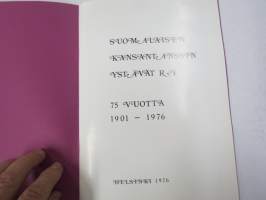 SUOMALAISEN
KANSANTANSSIN
YSTÄVÄT R.Y.
75 VUOTTA
1901 – 1976
HELSINKI 1976